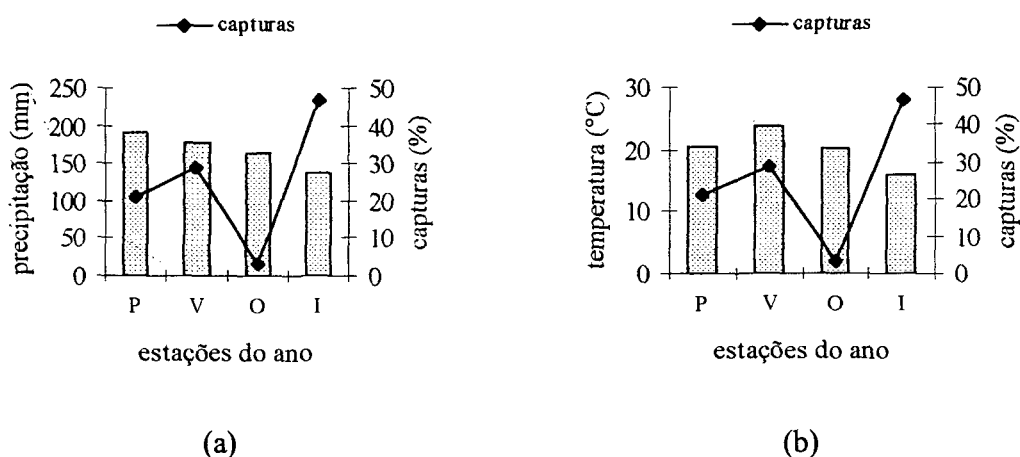 capturas
precipitação (mm)
250
200
150
100
50
0
50
40
30
20
10
0
capturas (%)
P V O I
estações do ano
(a)
capturas
temperatura (°C)
30
20
10
0
50
40
30
20
10
0
capturas (%)
P V O I
estações do ano
(b)